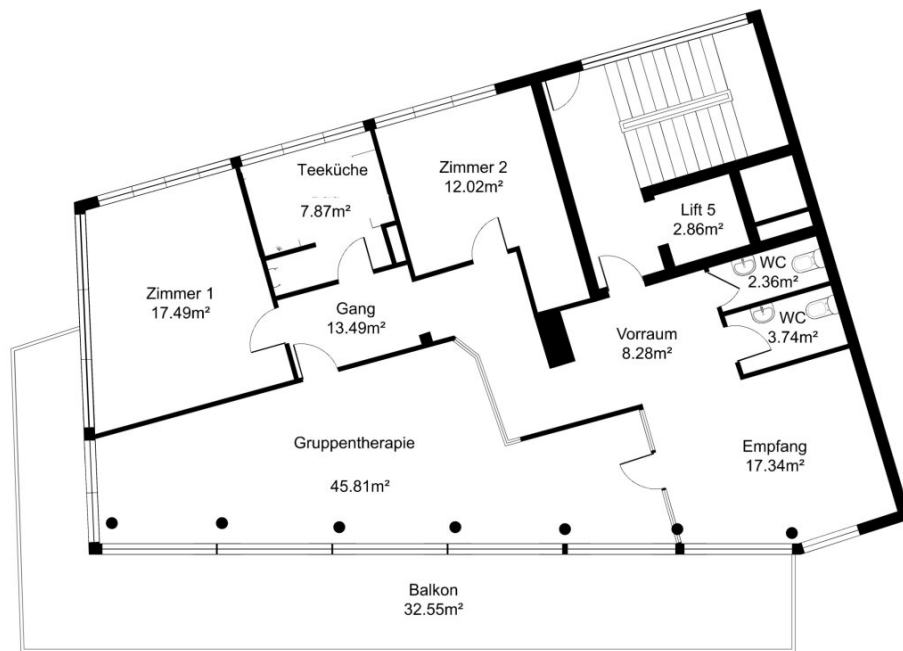 Teeküche
7.87m²
Zimmer 2
12.02m²
Lift 5
2.86m²
WC
2.36m²
Zimmer 1
17.49m²
Gang
13.49m²
Vorraum
8.28m²
WC
3.74m²
Gruppentherapie
45.81m²
Empfang
17.34m²
Balkon
32.55m²